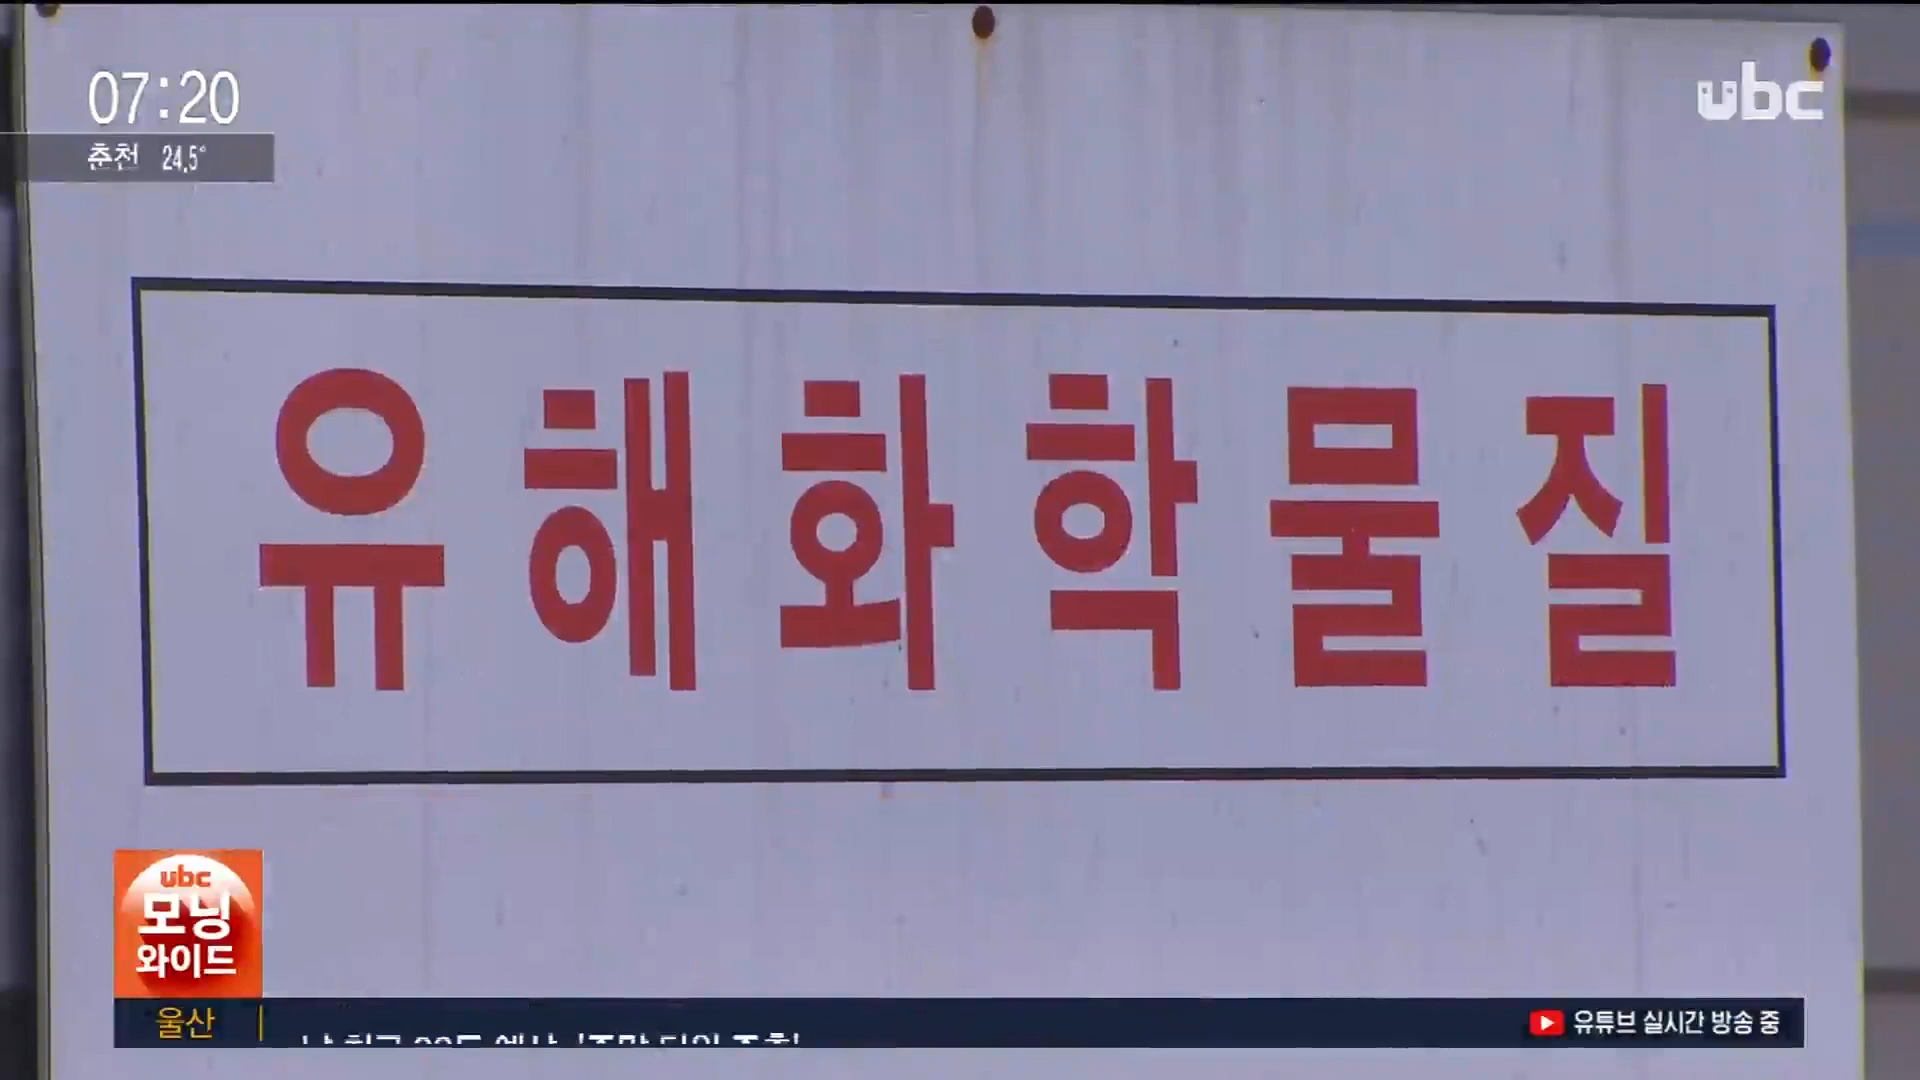 07:20
ubc
춘천 24.5°
유해화학물질
ubc
모닝
와이드
울산
유튜브 실시간 방송 중